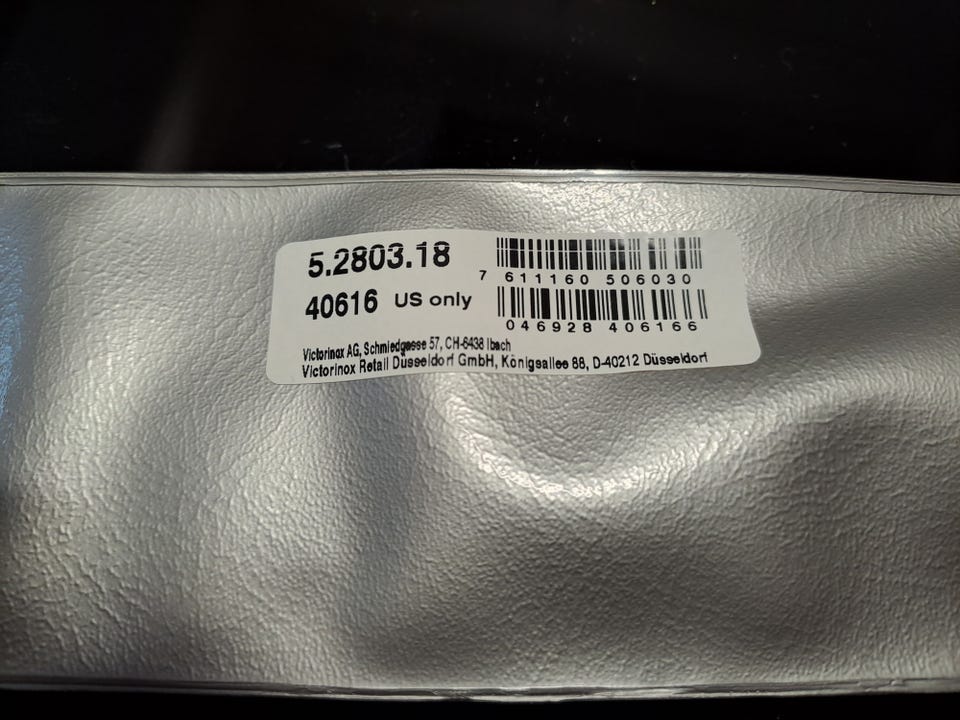 5.2803.18
7 611160 506030
40616 US only
046928 406166
Victorinox AG, Schmiedgasse 57, CH-6438 Ibach
Victorinox Retail Düsseldorf GmbH, Königsallee 88, D-40212 Düsseldorf